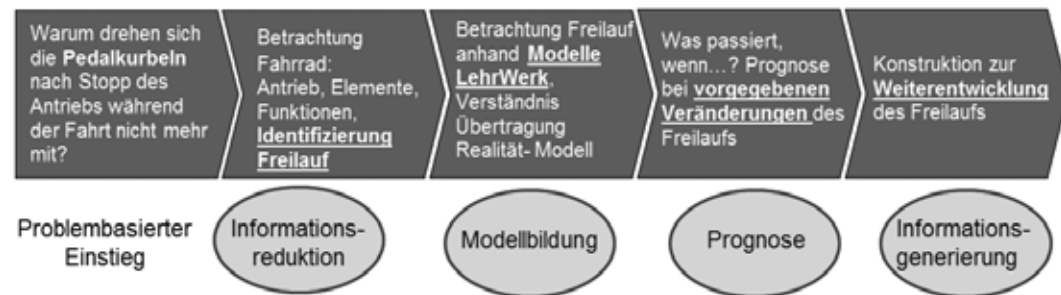 Warum drehen sich
die Pedalkurbeln
nach Stopp des
Antriebs während
der Fahrt nicht mehr
mit?
Betrachtung
Fahrrad:
Antrieb, Elemente,
Funktionen,
Identifizierung
Freilauf
Betrachtung Freilauf
anhand Modelle
LehrWerk,
Verständnis
Übertragung
Realität- Modell
Was passiert,
wenn…? Prognose
bei vorgegebenen
Veränderungen des
Freilaufs
Konstruktion zur
Weiterentwicklung
des Freilaufs
Problembasierter
Einstieg
Informations-
reduktion
Modellbildung
Prognose
Informations-
generierung